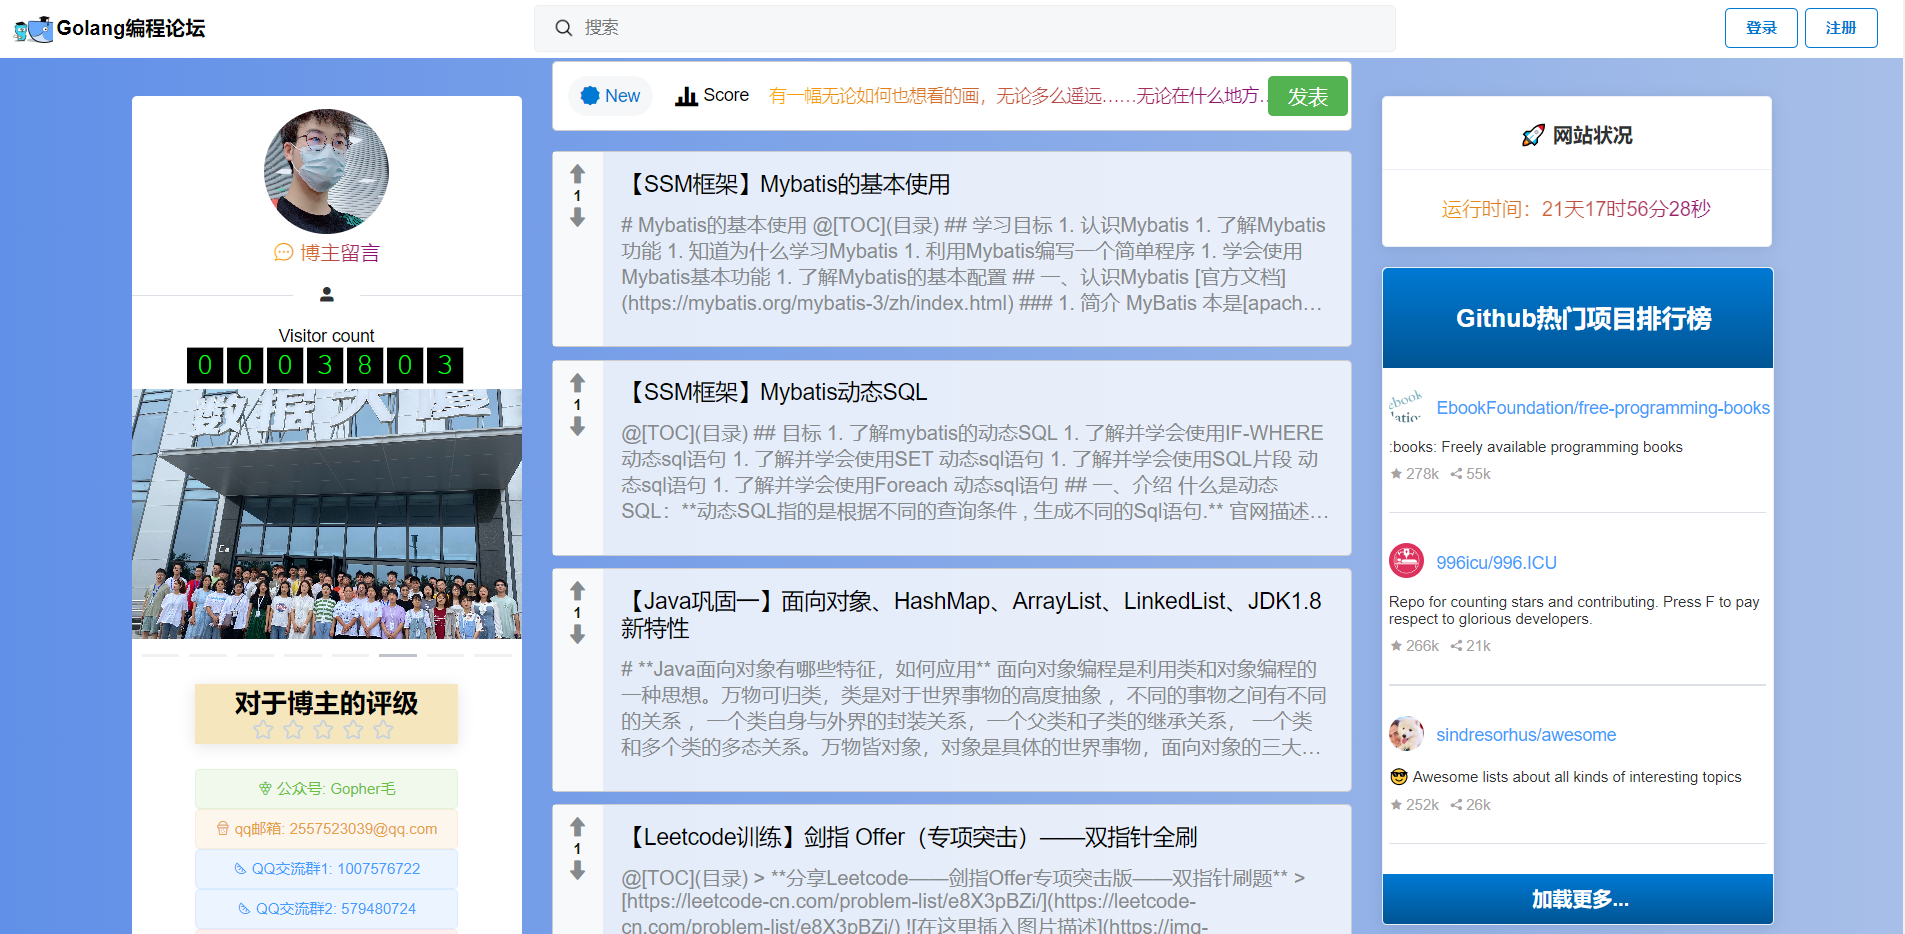 Golang编程论坛
搜索
登录
注册
博主留言
Visitor count
0 0 0 3 8 0 3
对于博主的评级
公众号: Gopher毛
qq邮箱: 2557523039@qq.com
QQ交流群1: 1007576722
QQ交流群2: 579480724
New
Score
有一幅无论如何也想看的画，无论多么遥远……无论在什么地方...
发表
【SSM框架】Mybatis的基本使用
1
# Mybatis的基本使用 @[TOC](目录) ## 学习目标 1. 认识Mybatis 1. 了解Mybatis
功能 1. 知道为什么学习Mybatis 1. 利用Mybatis编写一个简单程序 1. 学会使用
Mybatis基本功能 1. 了解Mybatis的基本配置 ## 一、认识Mybatis [官方文档]
(https://mybatis.org/mybatis-3/zh/index.html) ### 1. 简介 MyBatis 本是[apach…
【SSM框架】Mybatis动态SQL
1
@[TOC](目录) ## 目标 1. 了解mybatis的动态SQL 1. 了解并学会使用IF-WHERE
动态sql语句 1. 了解并学会使用SET 动态sql语句 1. 了解并学会使用SQL片段 动
态sql语句 1. 了解并学会使用Foreach 动态sql语句 ## 一、介绍 什么是动态
SQL：**动态SQL指的是根据不同的查询条件 , 生成不同的Sql语句.** 官网描述…
【Java巩固一】面向对象、HashMap、ArrayList、LinkedList、JDK1.8
新特性
1
# **Java面向对象有哪些特征，如何应用** 面向对象编程是利用类和对象编程的
一种思想。万物可归类，类是对于世界事物的高度抽象 ，不同的事物之间有不同
的关系 ，一个类自身与外界的封装关系，一个父类和子类的继承关系， 一个类
和多个类的多态关系。万物皆对象，对象是具体的世界事物，面向对象的三大…
【Leetcode训练】剑指 Offer（专项突击）——双指针全刷
1
@[TOC](目录) > **分享Leetcode——剑指Offer专项突击版——双指针刷题** >
[https://leetcode-cn.com/problem-list/e8X3pBZi/](https://leetcode-
cn.com/problem-list/e8X3pBZi/) ![在这里插入图片描述](https://img-
网站状况
运行时间：21天17时56分28秒
Github热门项目排行榜
EbookFoundation/free-programming-books
:books: Freely available programming books
278k 55k
996icu/996.ICU
Repo for counting stars and contributing. Press F to pay
respect to glorious developers.
266k 21k
sindresorhus/awesome
😎 Awesome lists about all kinds of interesting topics
252k 26k
加载更多...